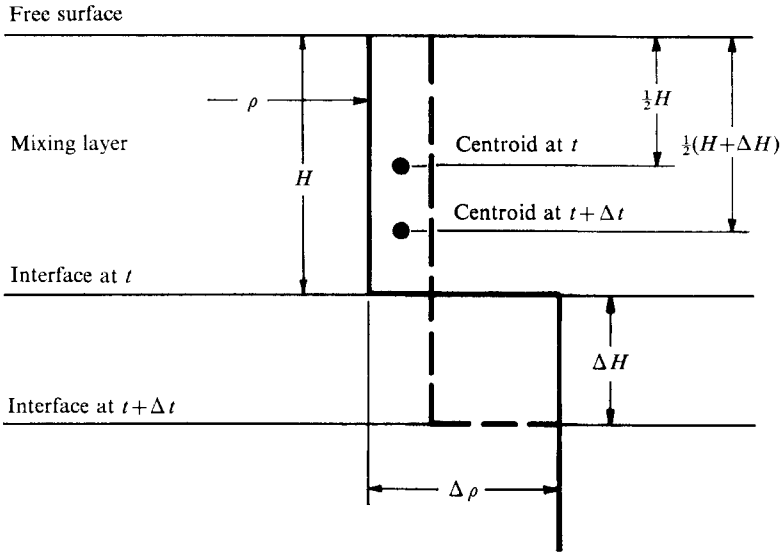 Free surface
ρ
½H
Mixing layer
Centroid at t
½(H+ΔH)
H
Centroid at t+Δt
Interface at t
ΔH
Interface at t+Δt
Δρ